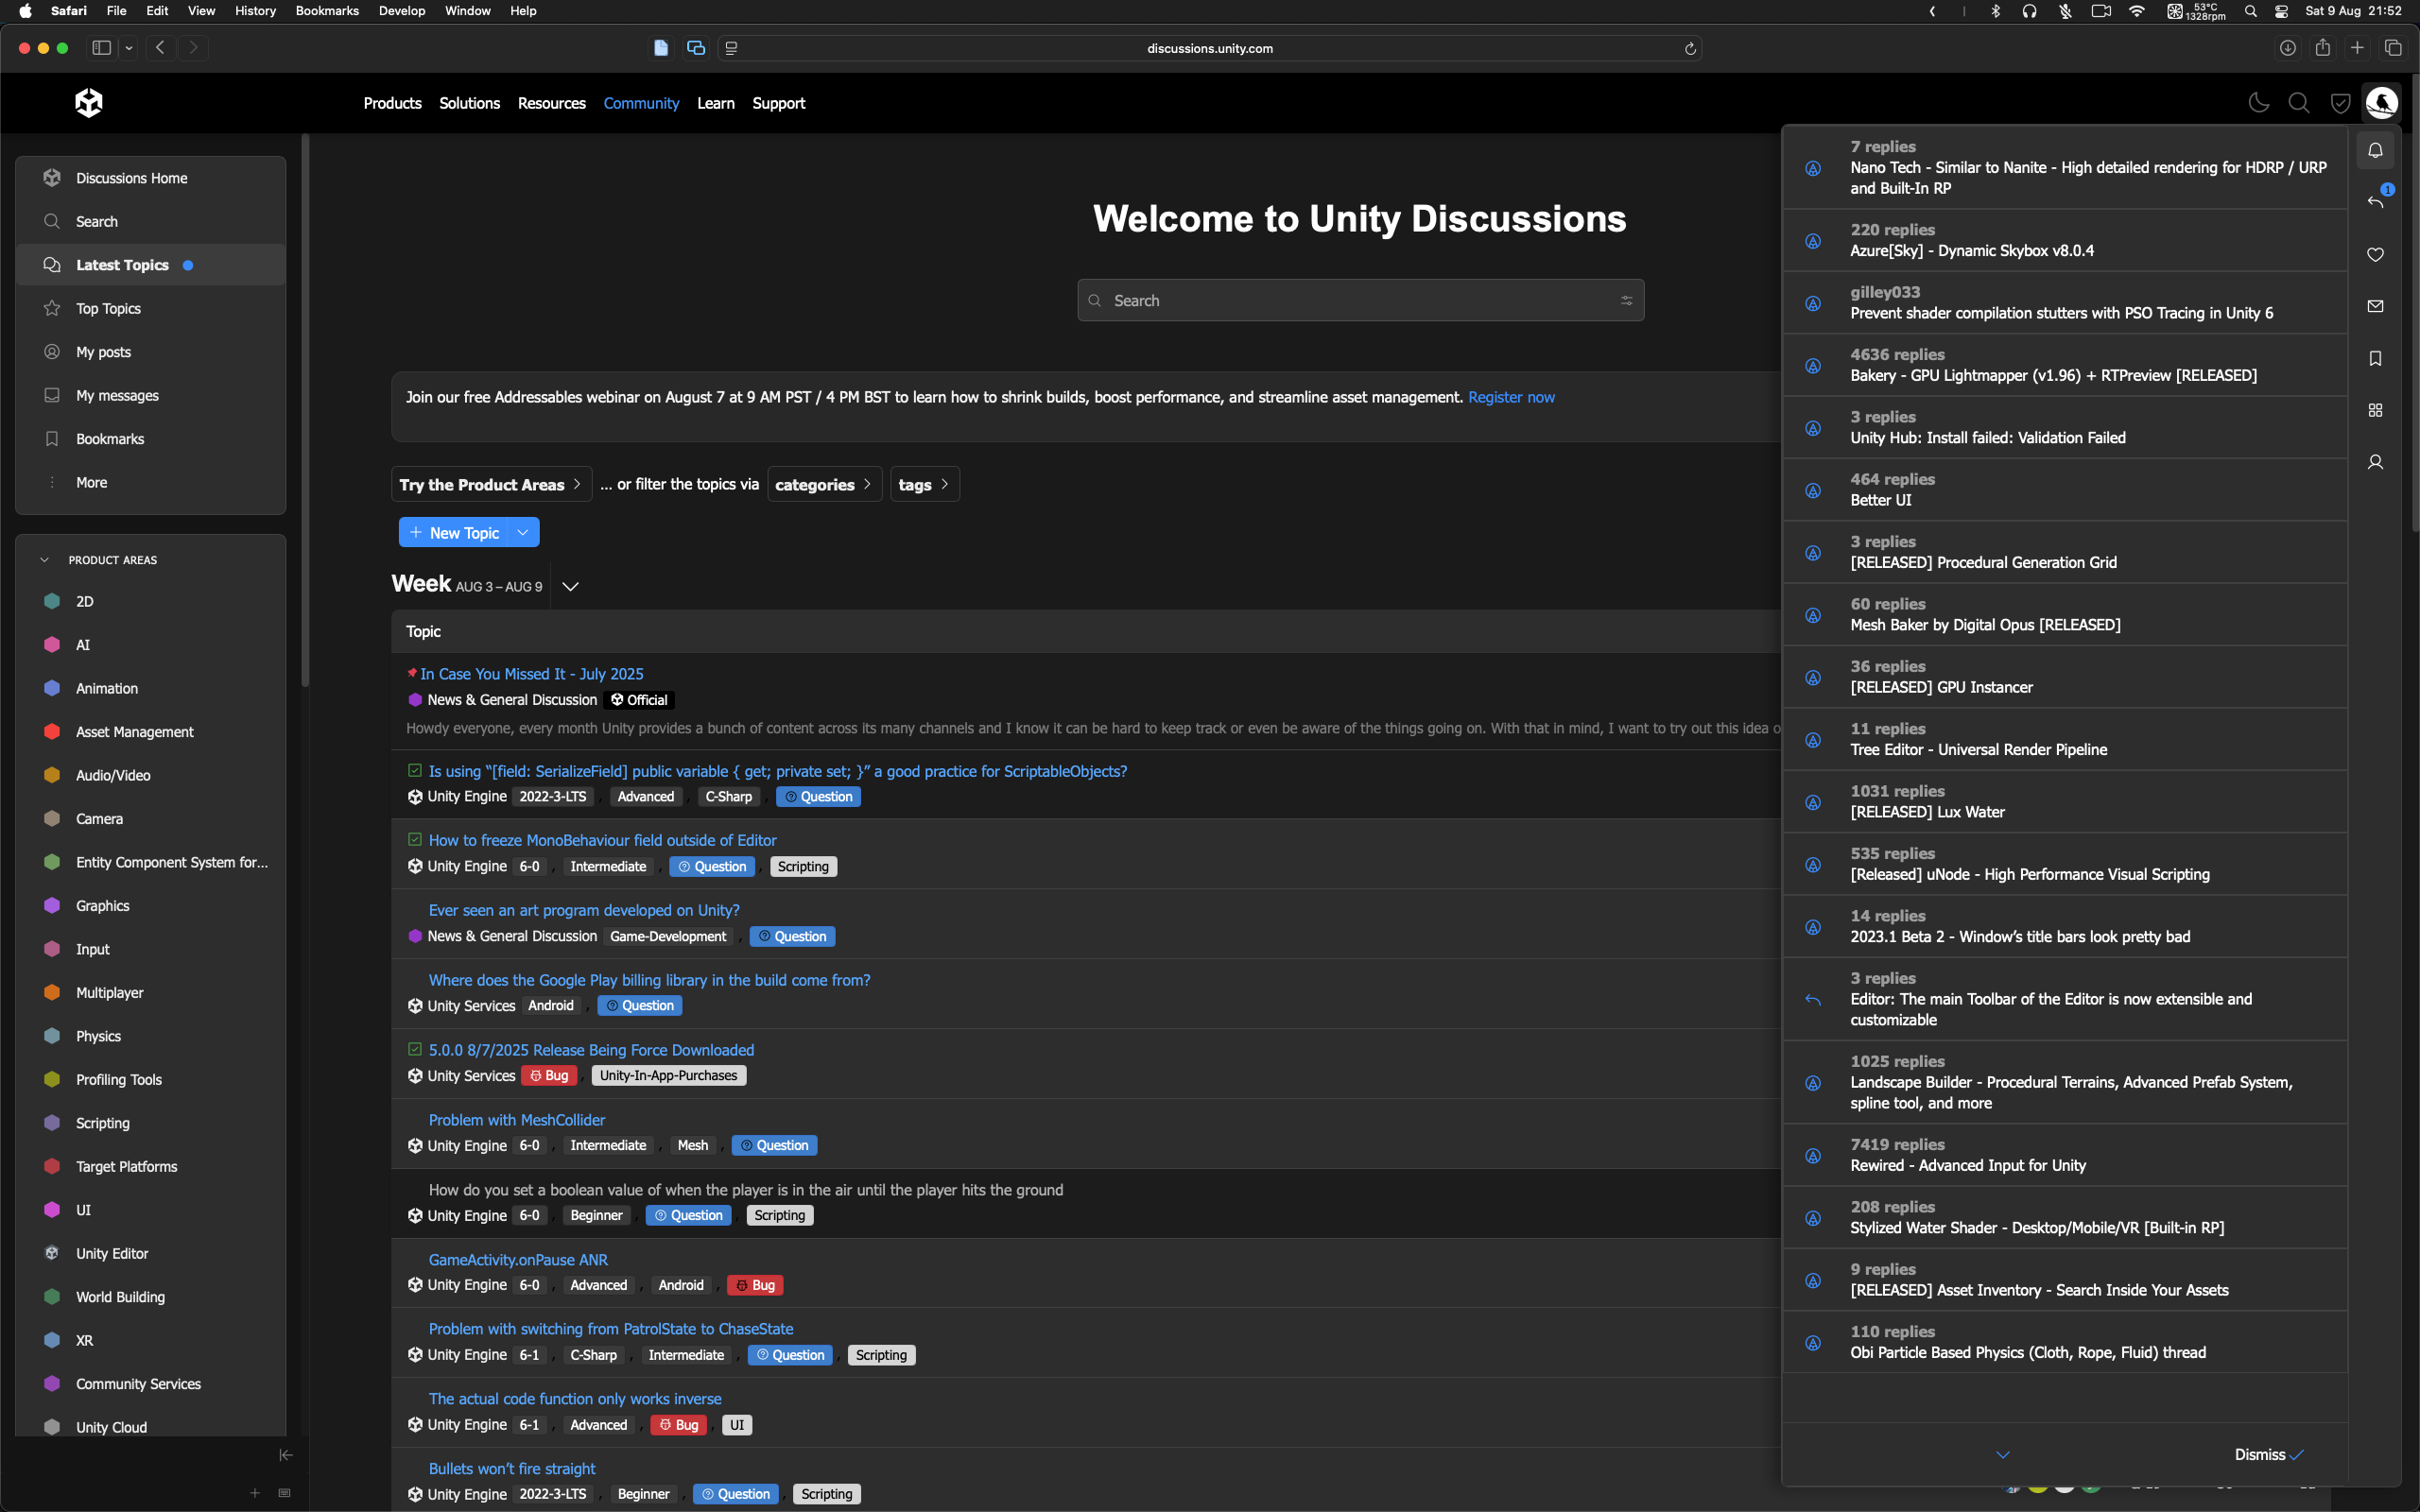 Safari File Edit View History Bookmarks Develop Window Help
53°C
1328rpm
Sat 9 Aug 21:52
discussions.unity.com
Products Solutions Resources Community Learn Support
Discussions Home
Search
Latest Topics
Top Topics
My posts
My messages
Bookmarks
More
PRODUCT AREAS
2D
AI
Animation
Asset Management
Audio/Video
Camera
Entity Component System for...
Graphics
Input
Multiplayer
Physics
Profiling Tools
Scripting
Target Platforms
UI
Unity Editor
World Building
XR
Community Services
Unity Cloud
Welcome to Unity Discussions
Search
Join our free Addressables webinar on August 7 at 9 AM PST / 4 PM BST to learn how to shrink builds, boost performance, and streamline asset management. Register now
Try the Product Areas ... or filter the topics via categories tags
New Topic
Week AUG 3 – AUG 9
Topic
In Case You Missed It - July 2025
News & General Discussion Official
Howdy everyone, every month Unity provides a bunch of content across its many channels and I know it can be hard to keep track or even be aware of the things going on. With that in mind, I want to try out this idea o
Is using “[field: SerializeField] public variable { get; private set; }” a good practice for ScriptableObjects?
Unity Engine 2022-3-LTS , Advanced , C-Sharp , Question
How to freeze MonoBehaviour field outside of Editor
Unity Engine 6-0 , Intermediate , Question , Scripting
Ever seen an art program developed on Unity?
News & General Discussion Game-Development , Question
Where does the Google Play billing library in the build come from?
Unity Services Android , Question
5.0.0 8/7/2025 Release Being Force Downloaded
Unity Services Bug , Unity-In-App-Purchases
Problem with MeshCollider
Unity Engine 6-0 , Intermediate , Mesh , Question
How do you set a boolean value of when the player is in the air until the player hits the ground
Unity Engine 6-0 , Beginner , Question , Scripting
GameActivity.onPause ANR
Unity Engine 6-0 , Advanced , Android , Bug
Problem with switching from PatrolState to ChaseState
Unity Engine 6-1 , C-Sharp , Intermediate , Question , Scripting
The actual code function only works inverse
Unity Engine 6-1 , Advanced , Bug , UI
Bullets won’t fire straight
Unity Engine 2022-3-LTS , Beginner , Question , Scripting
7 replies
Nano Tech - Similar to Nanite - High detailed rendering for HDRP / URP
and Built-In RP
220 replies
Azure[Sky] - Dynamic Skybox v8.0.4
gilley033
Prevent shader compilation stutters with PSO Tracing in Unity 6
4636 replies
Bakery - GPU Lightmapper (v1.96) + RTPreview [RELEASED]
3 replies
Unity Hub: Install failed: Validation Failed
464 replies
Better UI
3 replies
[RELEASED] Procedural Generation Grid
60 replies
Mesh Baker by Digital Opus [RELEASED]
36 replies
[RELEASED] GPU Instancer
11 replies
Tree Editor - Universal Render Pipeline
1031 replies
[RELEASED] Lux Water
535 replies
[Released] uNode - High Performance Visual Scripting
14 replies
2023.1 Beta 2 - Window’s title bars look pretty bad
3 replies
Editor: The main Toolbar of the Editor is now extensible and
customizable
1025 replies
Landscape Builder - Procedural Terrains, Advanced Prefab System,
spline tool, and more
7419 replies
Rewired - Advanced Input for Unity
208 replies
Stylized Water Shader - Desktop/Mobile/VR [Built-in RP]
9 replies
[RELEASED] Asset Inventory - Search Inside Your Assets
110 replies
Obi Particle Based Physics (Cloth, Rope, Fluid) thread
Dismiss
1